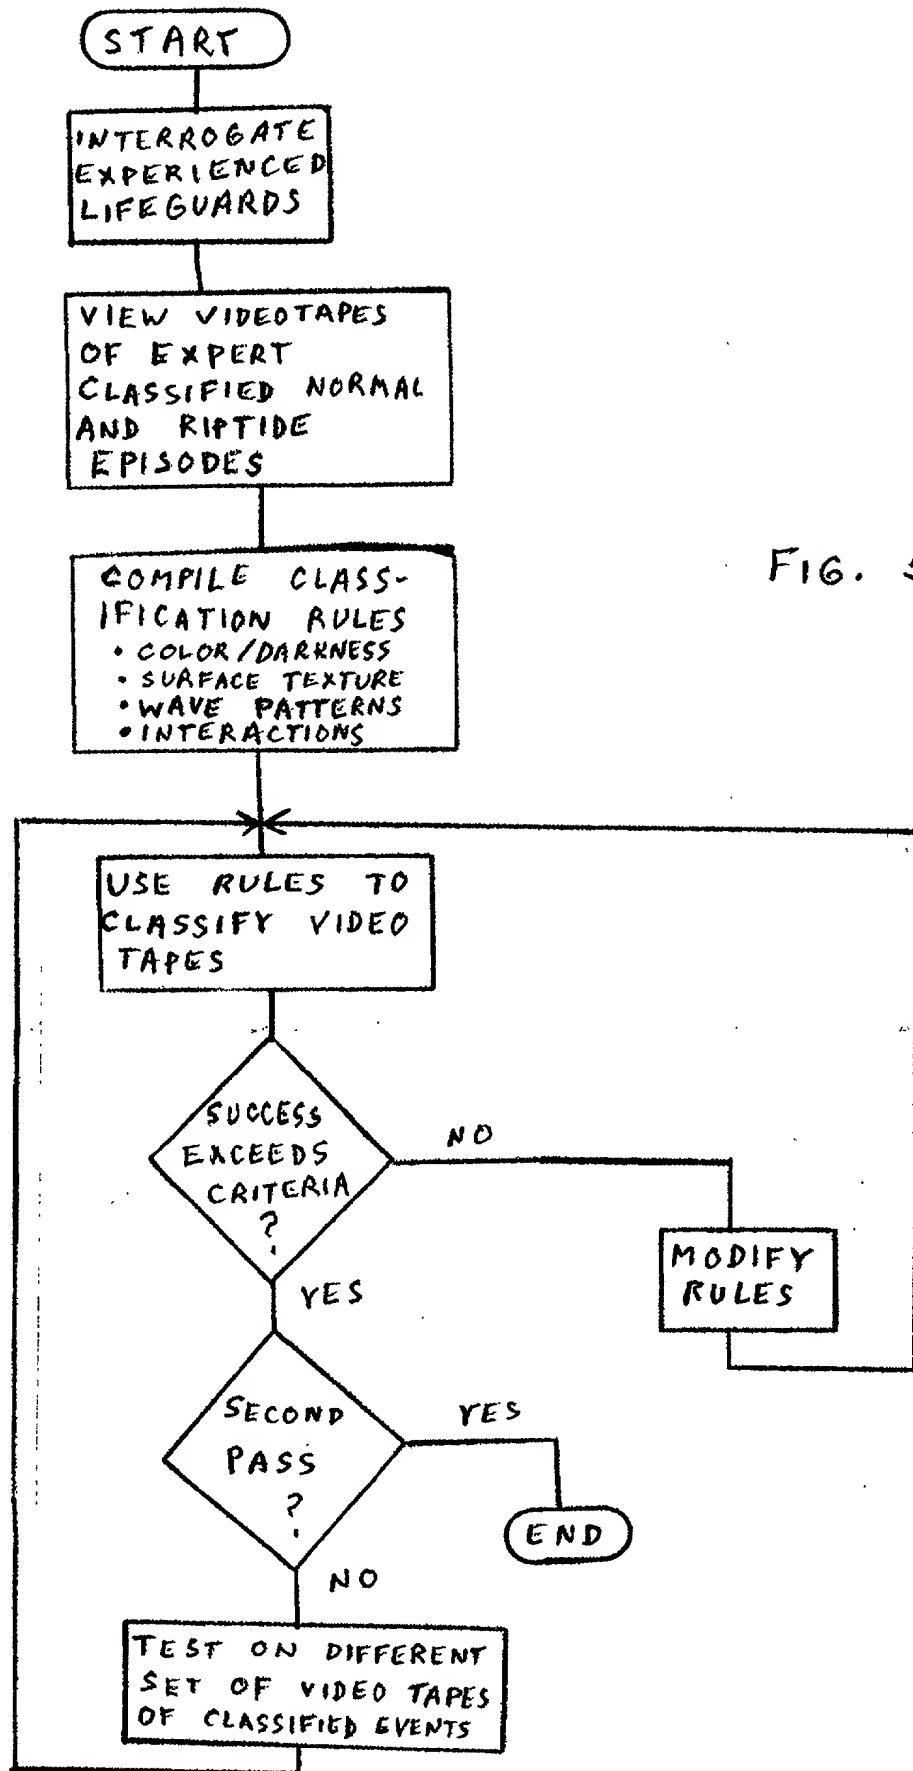 START
INTERROGATE
EXPERIENCED
LIFEGUARDS
VIEW VIDEOTAPES
OF EXPERT
CLASSIFIED NORMAL
AND RIPTIDE
EPISODES
FIG.
COMPILE CLASS-
IFICATION RULES
• COLOR/DARKNESS
• SURFACE TEXTURE
• WAVE PATTERNS
• INTERACTIONS
USE RULES TO
CLASSIFY VIDEO
TAPES
SUCCESS
EXCEEDS
CRITERIA
?
NO
MODIFY
RULES
YES
SECOND
PASS
?
YES
END
NO
TEST ON DIFFERENT
SET OF VIDEO TAPES
OF CLASSIFIED EVENTS